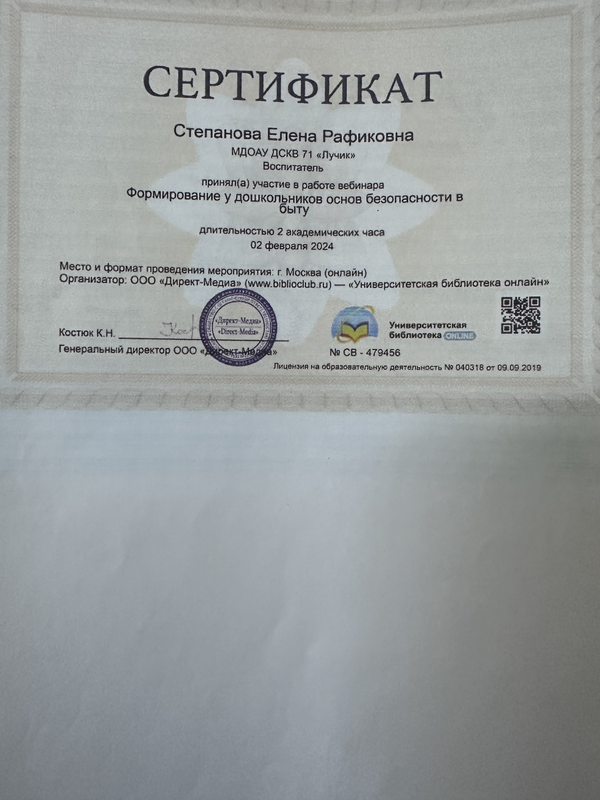 СЕРТИФИКАТ
Степанова Елена Рафиковна
МДОАУ ДСКВ 71 «Лучик»
Воспитатель
принял(а) участие в работе вебинара
Формирование у дошкольников основ безопасности в
быту
длительностью 2 академических часа
02 февраля 2024
Место и формат проведения мероприятия: г. Москва (онлайн)
Организатор: ООО «Директ-Медиа» (www.biblioclub.ru) — «Университетская библиотека онлайн»
«Директ-Медиа»
«Direct-Media»
Университетская
библиотека ONLINE
Костюк К.Н.
Генеральный директор ООО «Директ-Медиа»
№ СВ - 479456
Лицензия на образовательную деятельность № 040318 от 09.09.2019